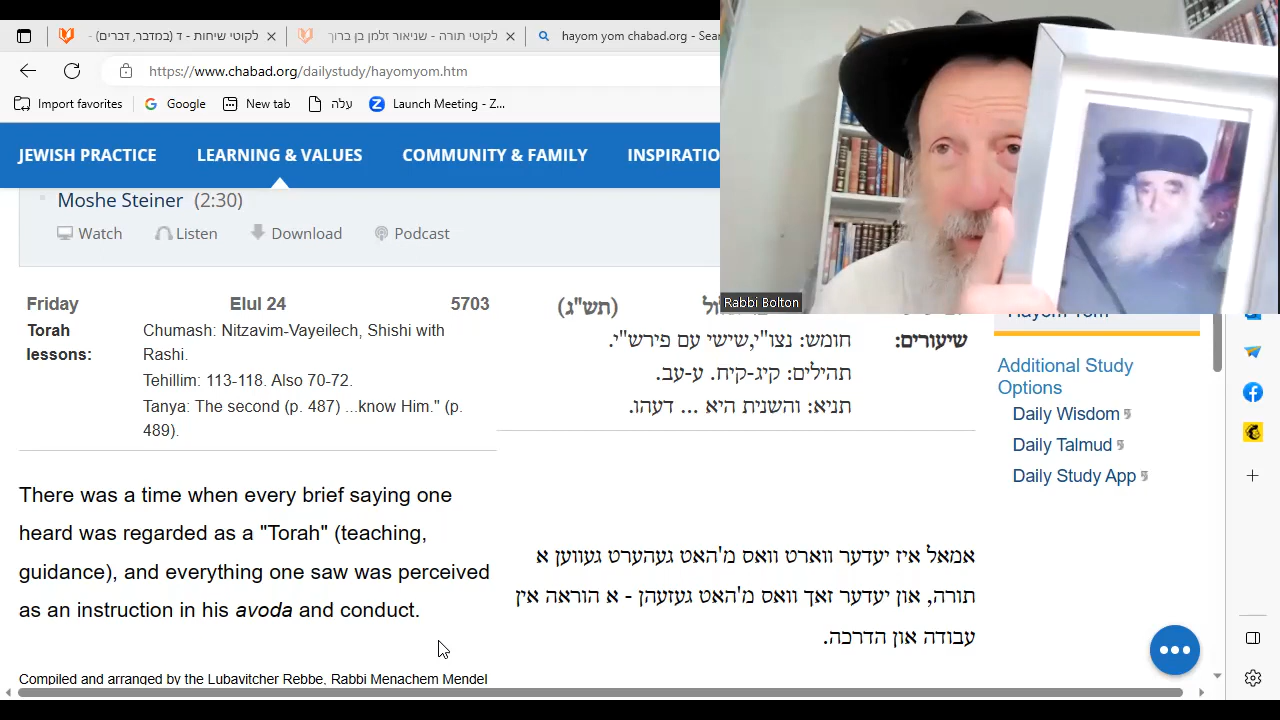 לקוטי שיחות - ד (במדבר, דברים) -
לקוטי תורה - שניאור זלמן בן ברוך
hayom yom chabad.org - Sear
https://www.chabad.org/dailystudy/hayomyom.htm
Import favorites
Google
New tab
עלה
Launch Meeting - Z...
JEWISH PRACTICE
LEARNING & VALUES
COMMUNITY & FAMILY
INSPIRATIO
Moshe Steiner (2:30)
Watch
Listen
Download
Podcast
Rabbi Bolton
Friday Elul 24 5703
Torah lessons:
Chumash: Nitzavim-Vayeilech, Shishi with
Rashi.
Tehillim: 113-118. Also 70-72.
Tanya: The second (p. 487) ...know Him." (p.
489).
There was a time when every brief saying one
heard was regarded as a "Torah" (teaching,
guidance), and everything one saw was perceived
as an instruction in his avoda and conduct.
Compiled and arranged by the Lubavitcher Rebbe, Rabbi Menachem Mendel
(תש"ג)
שיעורים:
חומש: נצו"י,שישי עם פירש"י.
תהילים: קיג-קיח. ע-עב.
תניא: והשנית היא ... דעהו.
אמאל איז יעדער ווארט וואס מ'האט געהערט געווען א
תורה, און יעדער זאך וואס מ'האט געזעהן - א הוראה אין
עבודה און הדרכה.
Hayom Yom
Additional Study
Options
Daily Wisdom
Daily Talmud
Daily Study App